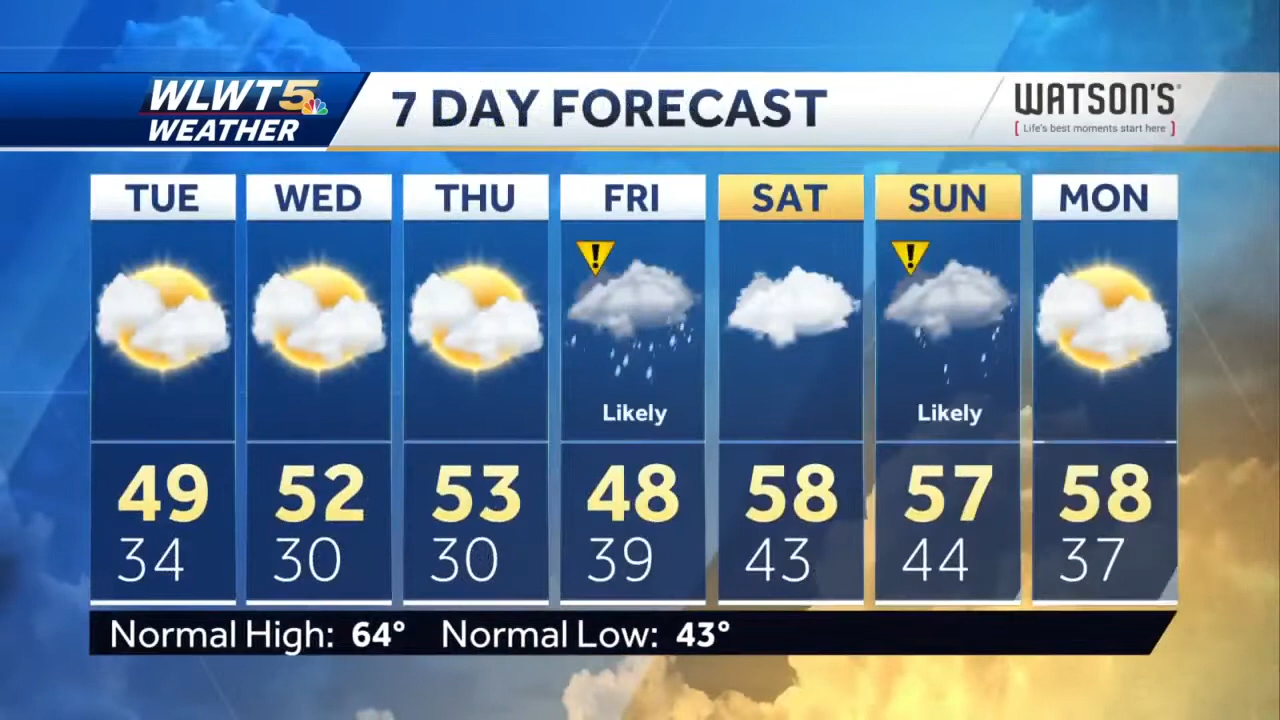 WLWT5
WEATHER
7 DAY FORECAST
WATSON'S®
[ Life's best moments start here ]
TUE WED THU FRI SAT SUN MON
! !
Likely Likely
49 52 53 48 58 57 58
34 30 30 39 43 44 37
Normal High: 64° Normal Low: 43°